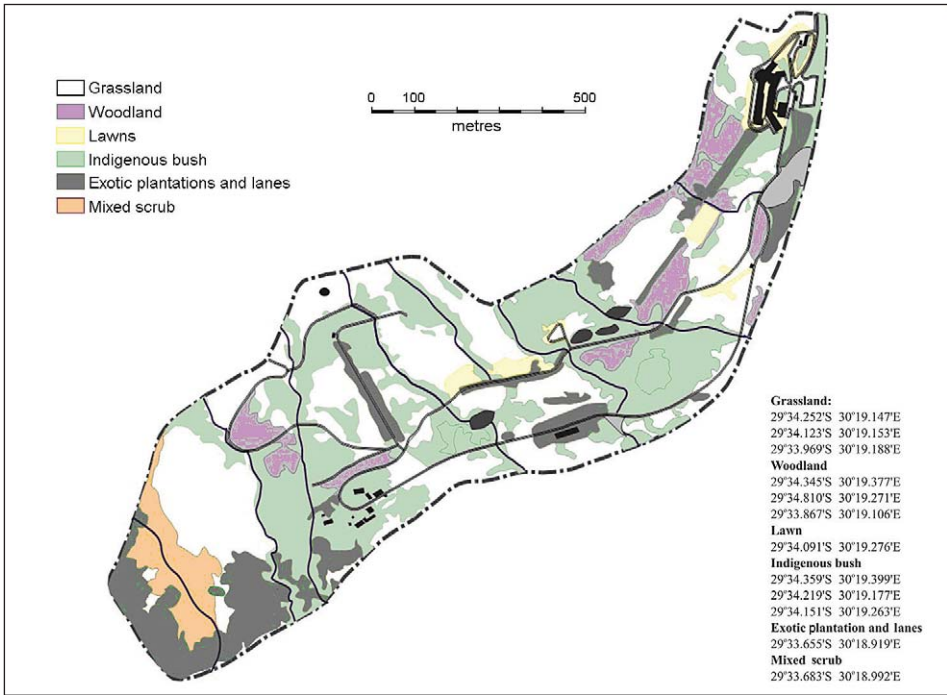 Grassland
Woodland
Lawns
Indigenous bush
Exotic plantations and lanes
Mixed scrub
0 100 500
metres
Grassland:
29°34.252'S 30°19.147'E
29°34.123'S 30°19.153'E
29°33.969'S 30°19.188'E
Woodland
29°34.345'S 30°19.377'E
29°34.810'S 30°19.271'E
29°33.867'S 30°19.106'E
Lawn
29°34.091'S 30°19.276'E
Indigenous bush
29°34.359'S 30°19.399'E
29°34.219'S 30°19.177'E
29°34.151'S 30°19.263'E
Exotic plantation and lanes
29°33.655'S 30°18.919'E
Mixed scrub
29°33.683'S 30°18.992'E